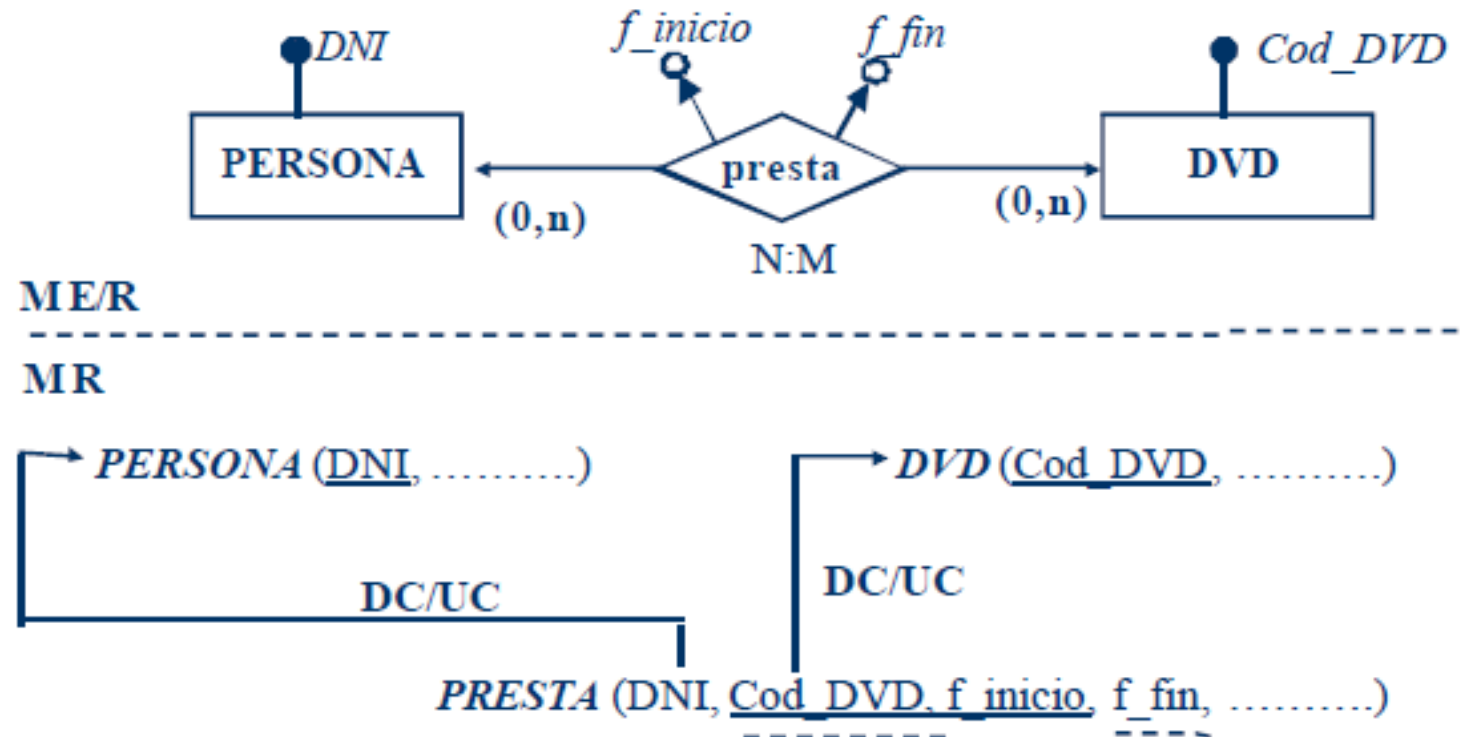 DNI
f_inicio
f_fin
Cod_DVD
PERSONA
presta
DVD
(0,n)
(0,n)
N:M
ME/R
MR
PERSONA (DNI, ..........)
DVD (Cod_DVD, ..........)
DC/UC
DC/UC
PRESTA (DNI, Cod_DVD, f_inicio, f_fin, ..........)